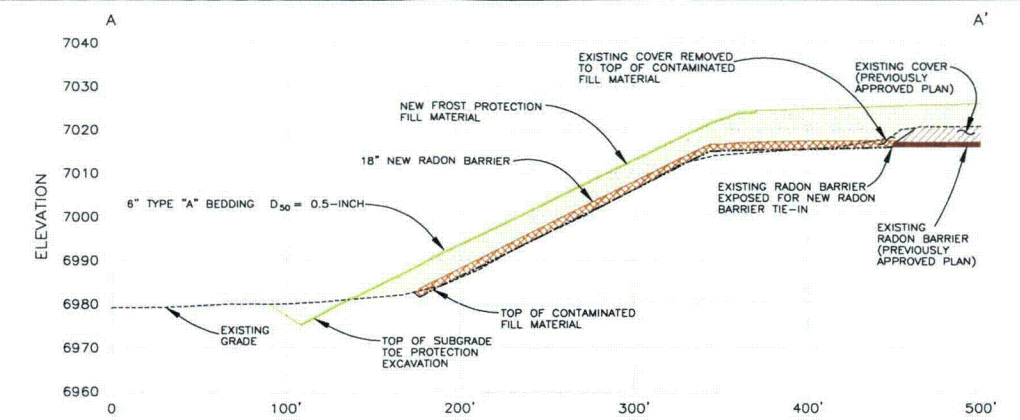 A
A'
7040
7030
7020
7010
7000
6990
6980
6970
6960
ELEVATION
EXISTING COVER REMOVED
TO TOP OF CONTAMINATED
FILL MATERIAL
EXISTING COVER
(PREVIOUSLY
APPROVED PLAN)
NEW FROST PROTECTION
FILL MATERIAL
18" NEW RADON BARRIER
6" TYPE "A" BEDDING D50 = 0.5-INCH
EXISTING RADON BARRIER
EXPOSED FOR NEW RADON
BARRIER TIE-IN
EXISTING
RADON BARRIER
(PREVIOUSLY
APPROVED PLAN)
TOP OF CONTAMINATED
FILL MATERIAL
EXISTING
GRADE
TOP OF SUBGRADE
TOE PROTECTION
EXCAVATION
0
100'
200'
300'
400'
500'